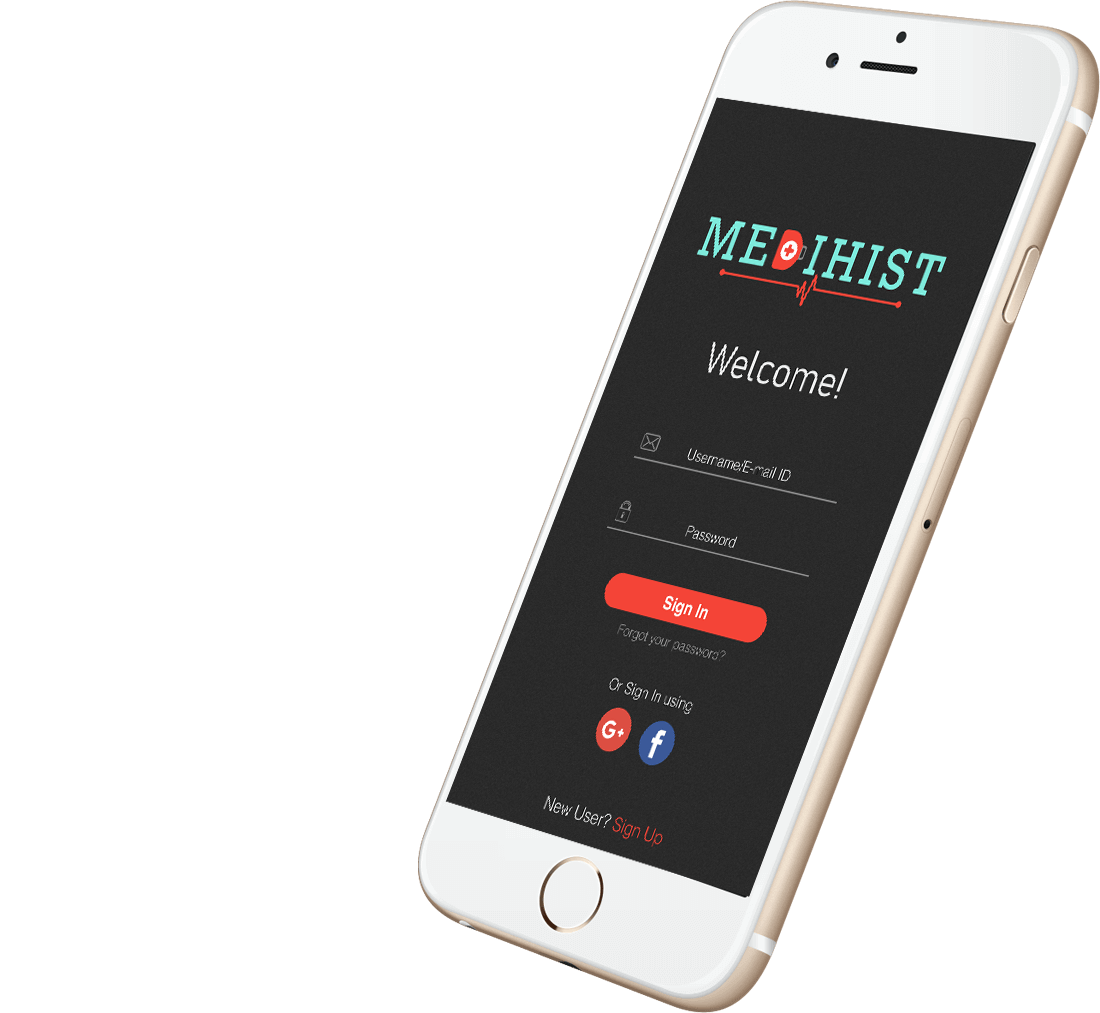 MEDIHIST
Welcome!
Username/E-mail ID
Password
Sign In
Forgot your password?
Or Sign In using
G+ f
New User? Sign Up